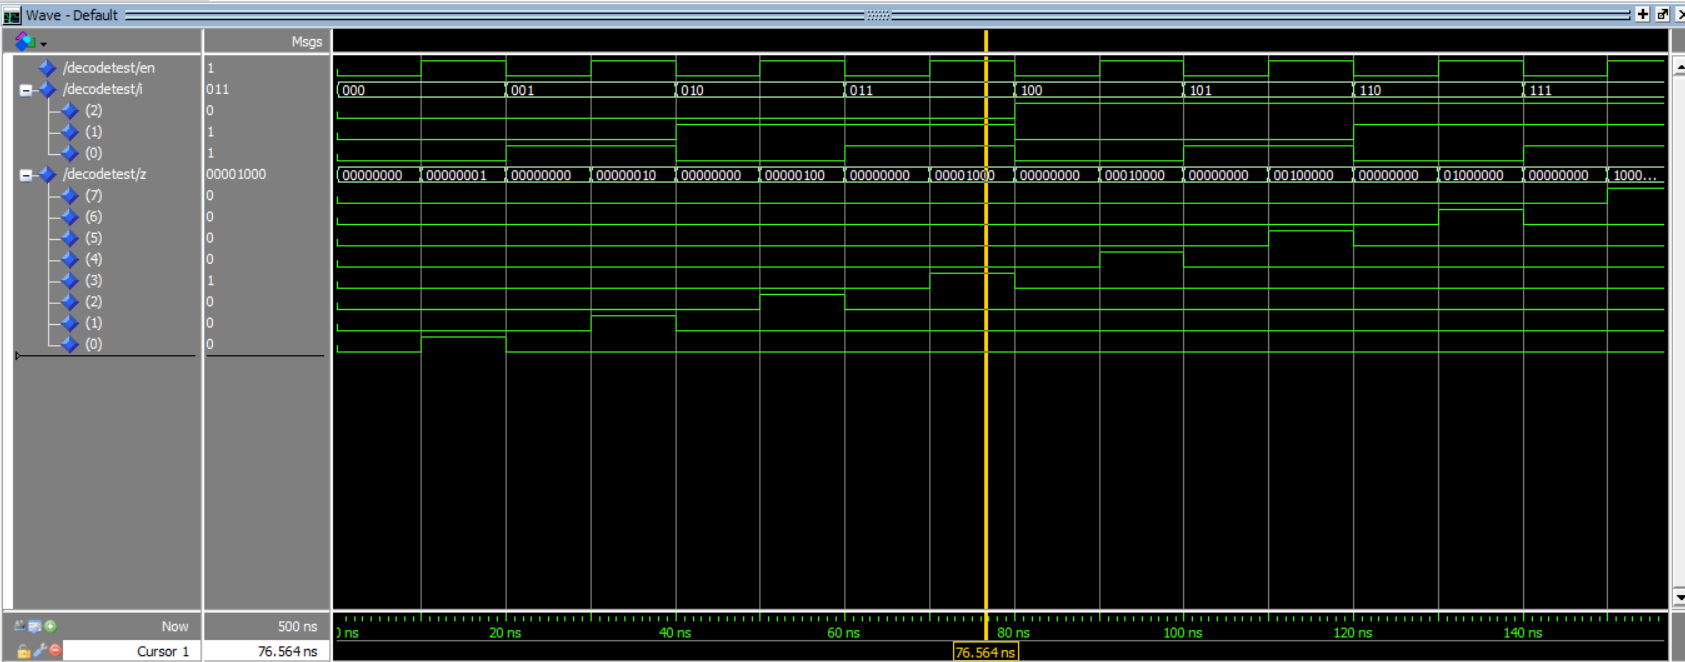 Wave - Default
Msgs
/decodetest/en 1
/decodetest/i 011 000 001 010 011 100 101 110 111
(2) 0
(1) 1
(0) 1
/decodetest/z 00001000 00000000 00000001 00000000 00000010 00000000 00000100 00000000 00001000 00000000 00010000 00000000 00100000 00000000 01000000 00000000 1000...
(7) 0
(6) 0
(5) 0
(4) 0
(3) 1
(2) 0
(1) 0
(0) 0
Now 500 ns ns 20 ns 40 ns 60 ns 80 ns 100 ns 120 ns 140 ns
Cursor 1 76.564 ns 76.564 ns